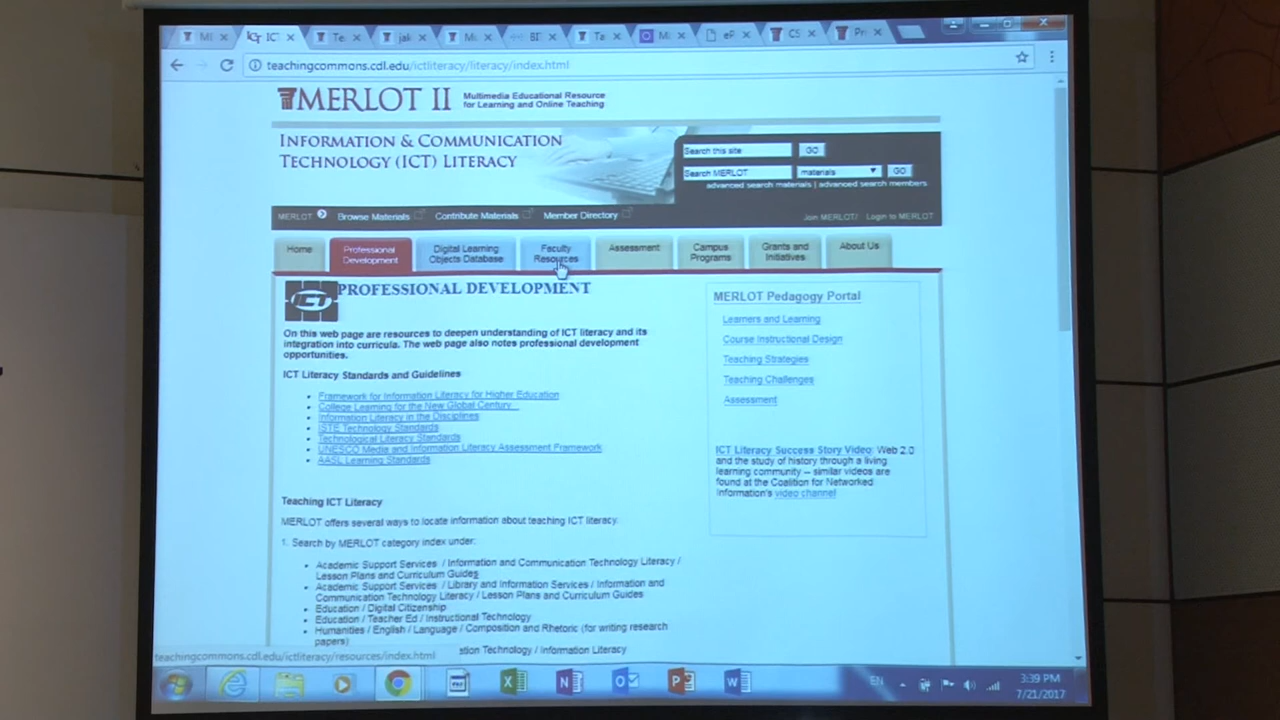 teachingcommons.cdl.edu/ictliteracy/literacy/index.html
MERLOT II
Multimedia Educational Resource
for Learning and Online Teaching
INFORMATION & COMMUNICATION
TECHNOLOGY (ICT) LITERACY
Search this site GO
Search MERLOT materials GO
advanced search materials | advanced search members
MERLOT Browse Materials Contribute Materials Member Directory Join MERLOT! Login to MERLOT
Home
Professional
Development
Digital Learning
Objects Database
Faculty
Resources
Assessment
Campus
Programs
Grants and
Initiatives
About Us
ICT
PROFESSIONAL DEVELOPMENT
On this web page are resources to deepen understanding of ICT literacy and its
integration into curricula. The web page also notes professional development
opportunities.
ICT Literacy Standards and Guidelines
Framework for Information Literacy for Higher Education
College Learning for the New Global Century
Information Literacy in the Disciplines
ISTE Technology Standards
Technological Literacy Standards
UNESCO Media and Information Literacy Assessment Framework
AASL Learning Standards
Teaching ICT Literacy
MERLOT offers several ways to locate information about teaching ICT literacy
1. Search by MERLOT category index under:
Academic Support Services / Information and Communication Technology Literacy /
Lesson Plans and Curriculum Guides
Academic Support Services / Library and Information Services / Information and
Communication Technology Literacy / Lesson Plans and Curriculum Guides
Education / Digital Citizenship
Education / Teacher Ed / Instructional Technology
Humanities / English / Language / Composition and Rhetoric (for writing research
papers)
stion Technology / Information Literacy
MERLOT Pedagogy Portal
Learners and Learning
Course Instructional Design
Teaching Strategies
Teaching Challenges
Assessment
ICT Literacy Success Story Video: Web 2.0
and the study of history through a living
learning community -- similar videos are
found at the Coalition for Networked
Information's video channel
teachingcommons.cdl.edu/ictliteracy/resources/index.html
EN
3:39 PM
7/21/2017